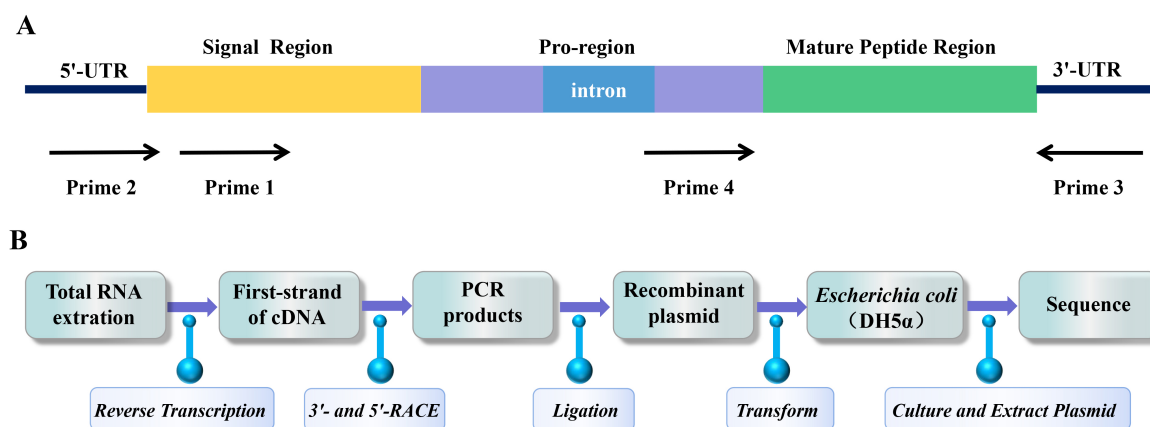 A
Signal Region
Pro-region
Mature Peptide Region
5'-UTR
3'-UTR
intron
Prime 2
Prime 1
Prime 4
Prime 3
B
Total RNA
extration
First-strand
of cDNA
PCR
products
Recombinant
plasmid
Escherichia coli
（DH5α）
Sequence
Reverse Transcription
3'- and 5'-RACE
Ligation
Transform
Culture and Extract Plasmid